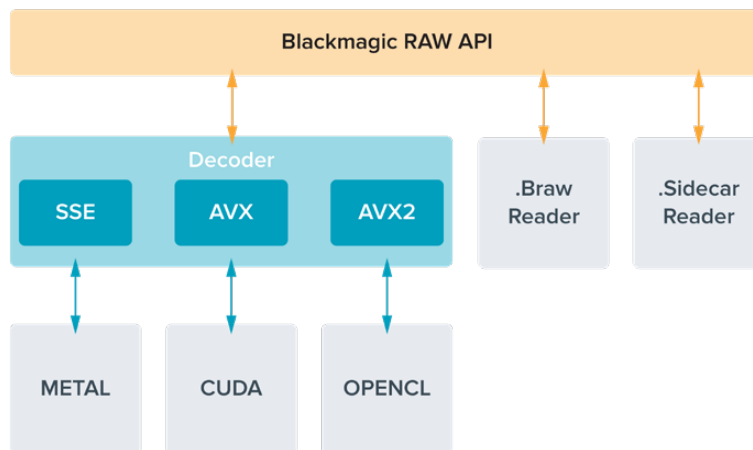 Blackmagic RAW API
Decoder
SSE
AVX
AVX2
.Braw
Reader
.Sidecar
Reader
METAL
CUDA
OPENCL